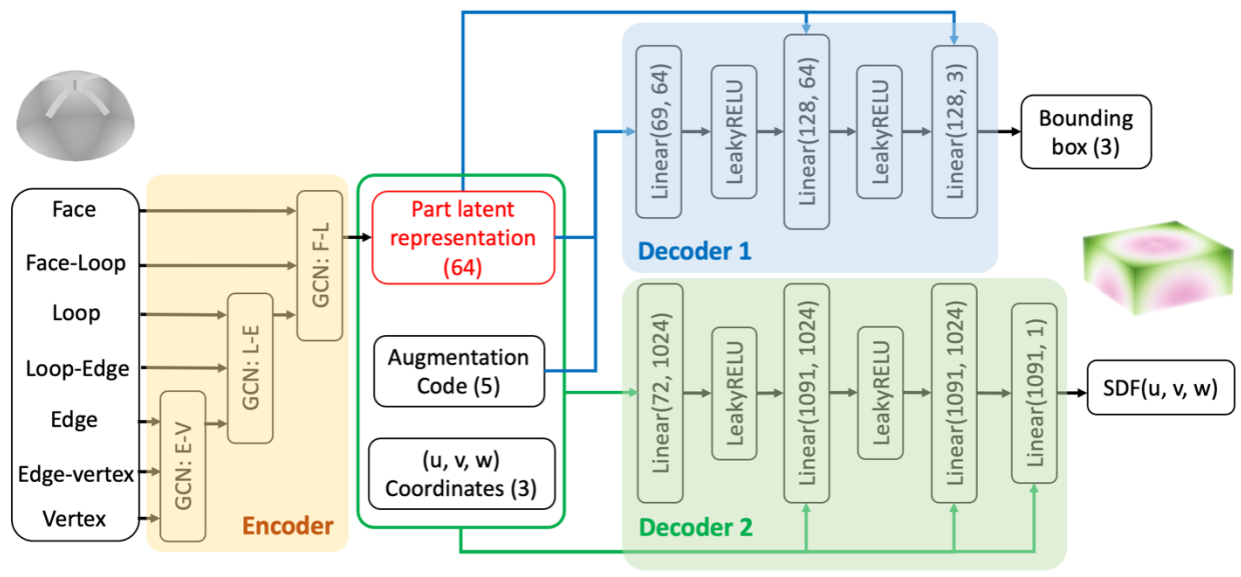 Face
Face-Loop
Loop
Loop-Edge
Edge
Edge-vertex
Vertex
GCN: E-V
GCN: L-E
GCN: F-L
Encoder
Part latent
representation
(64)
Augmentation
Code (5)
(u, v, w)
Coordinates (3)
Linear(69, 64)
LeakyRELU
Linear(128, 64)
LeakyRELU
Linear(128, 3)
Decoder 1
Bounding
box (3)
Linear(72, 1024)
LeakyRELU
Linear(1091, 1024)
LeakyRELU
Linear(1091, 1024)
Linear(1091, 1)
Decoder 2
SDF(u, v, w)